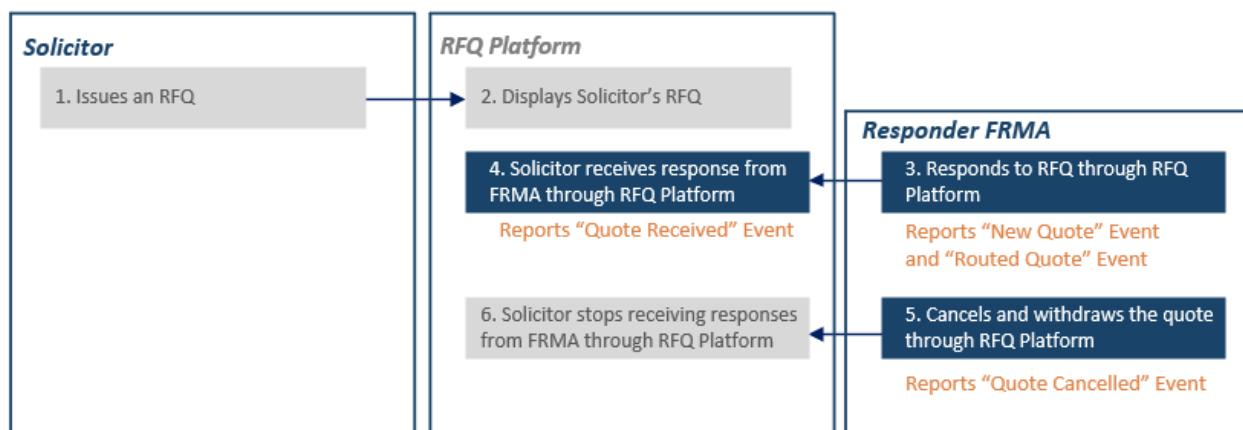 Solicitor
1. Issues an RFQ
RFQ Platform
2. Displays Solicitor's RFQ
Responder FRMA
4. Solicitor receives response from
FRMA through RFQ Platform
Reports “Quote Received” Event
3. Responds to RFQ through RFQ
Platform
Reports “New Quote” Event
and “Routed Quote” Event
6. Solicitor stops receiving responses
from FRMA through RFQ Platform
5. Cancels and withdraws the quote
through RFQ Platform
Reports “Quote Cancelled” Event